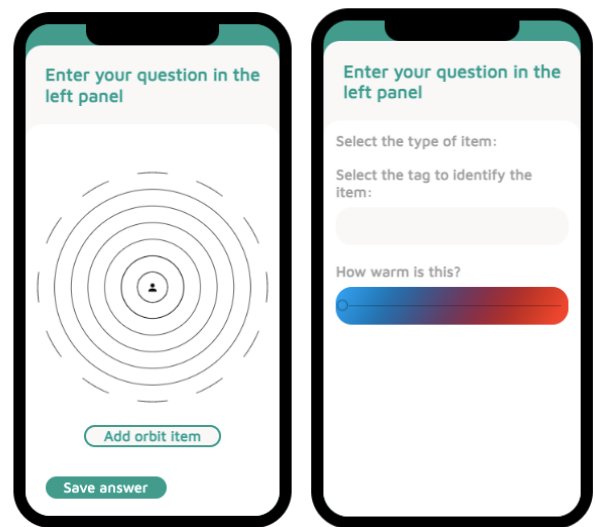 Enter your question in the
left panel
Add orbit item
Save answer
Enter your question in the
left panel
Select the type of item:
Select the tag to identify the
item:
How warm is this?